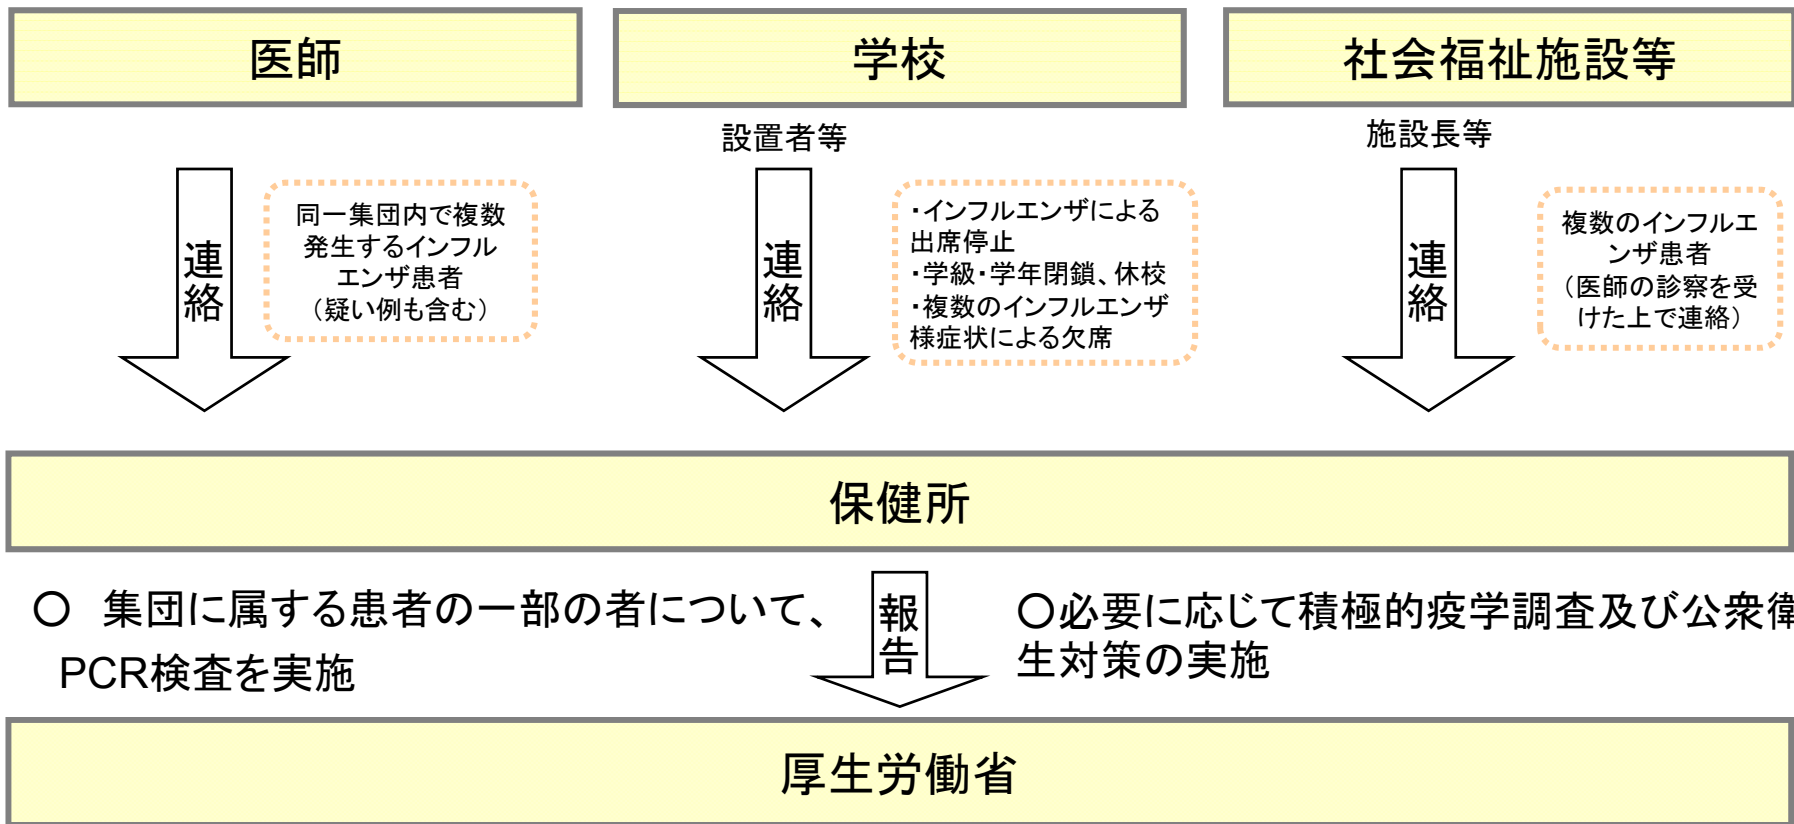 医師
学校
社会福祉施設等
設置者等
施設長等
連絡
同一集団内で複数
発生するインフル
エンザ患者
（疑い例も含む）
連絡
・インフルエンザによる
出席停止
・学級・学年閉鎖、休校
・複数のインフルエンザ
様症状による欠席
連絡
複数のインフルエ
ンザ患者
（医師の診察を受
けた上で連絡）
保健所
○　集団に属する患者の一部の者について、
PCR検査を実施
報告
○必要に応じて積極的疫学調査及び公衆衛
生対策の実施
厚生労働省